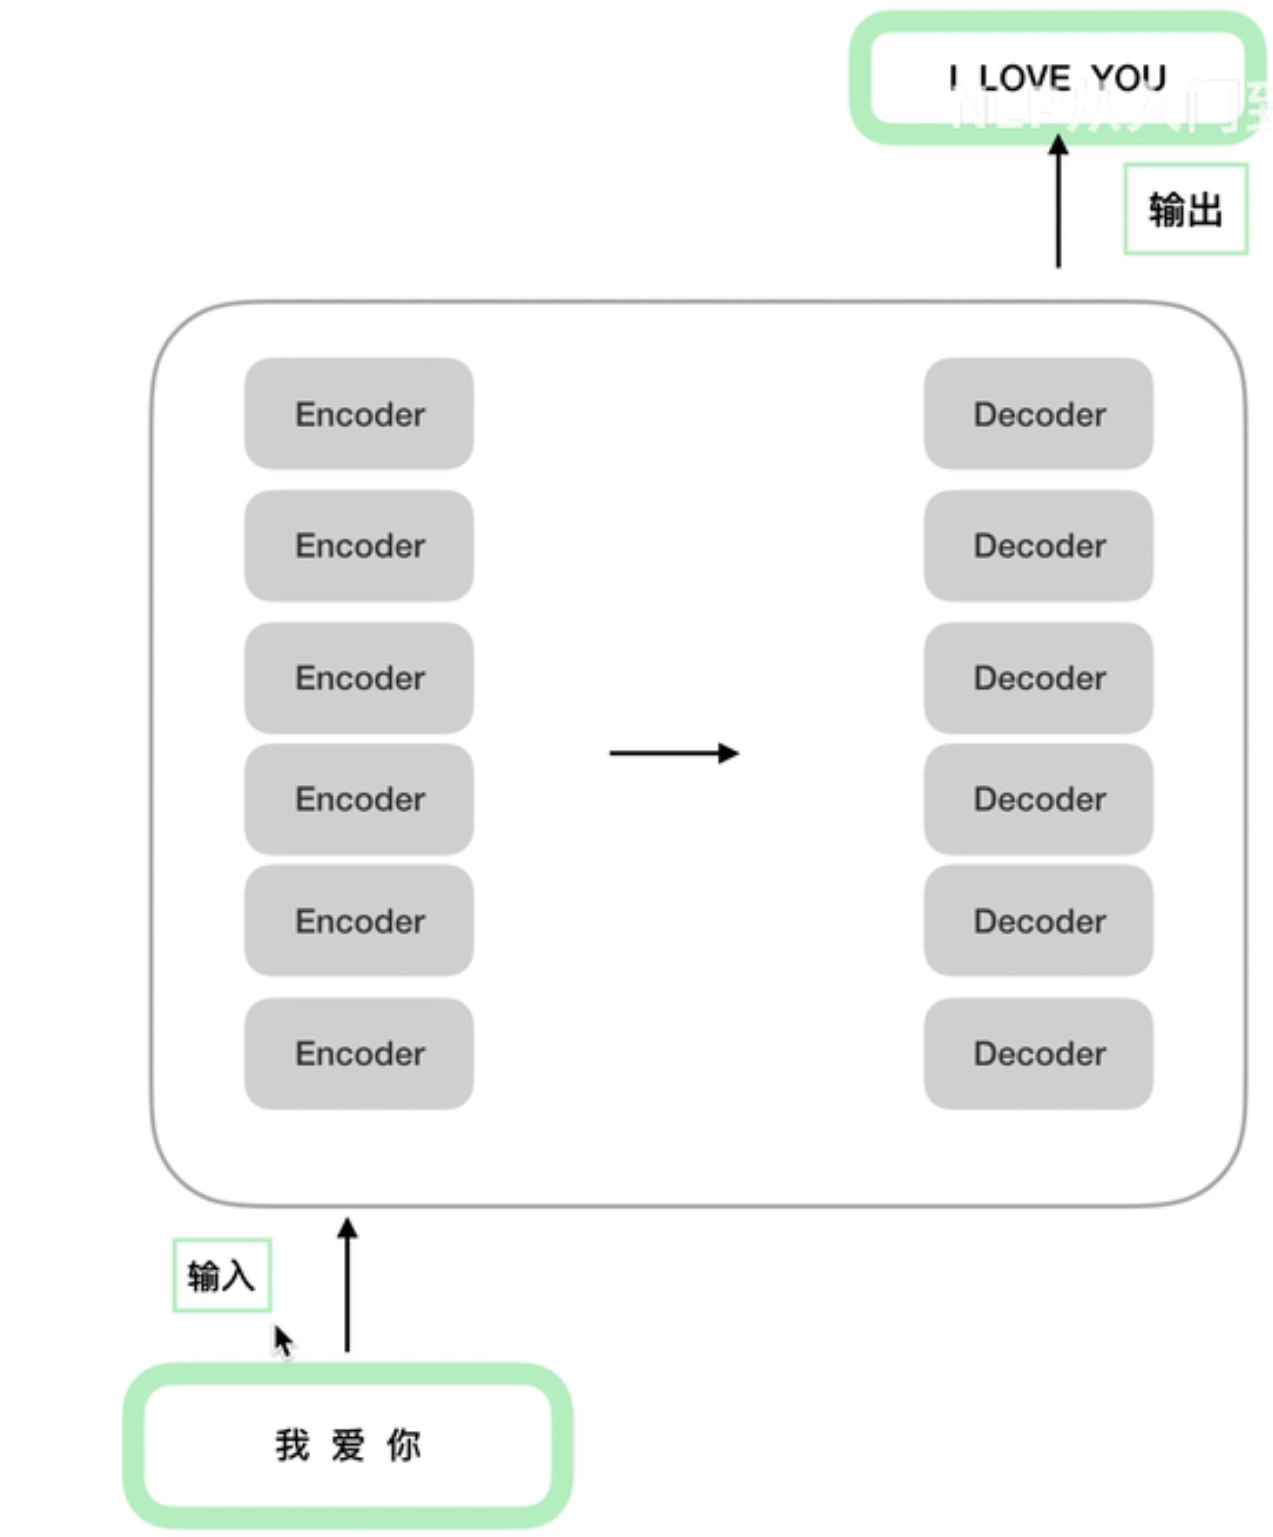 I LOVE YOU
NLP从入门到
输出
Encoder
Decoder
Encoder
Decoder
Encoder
Decoder
Encoder
Decoder
Encoder
Decoder
Encoder
Decoder
输入
我 爱 你